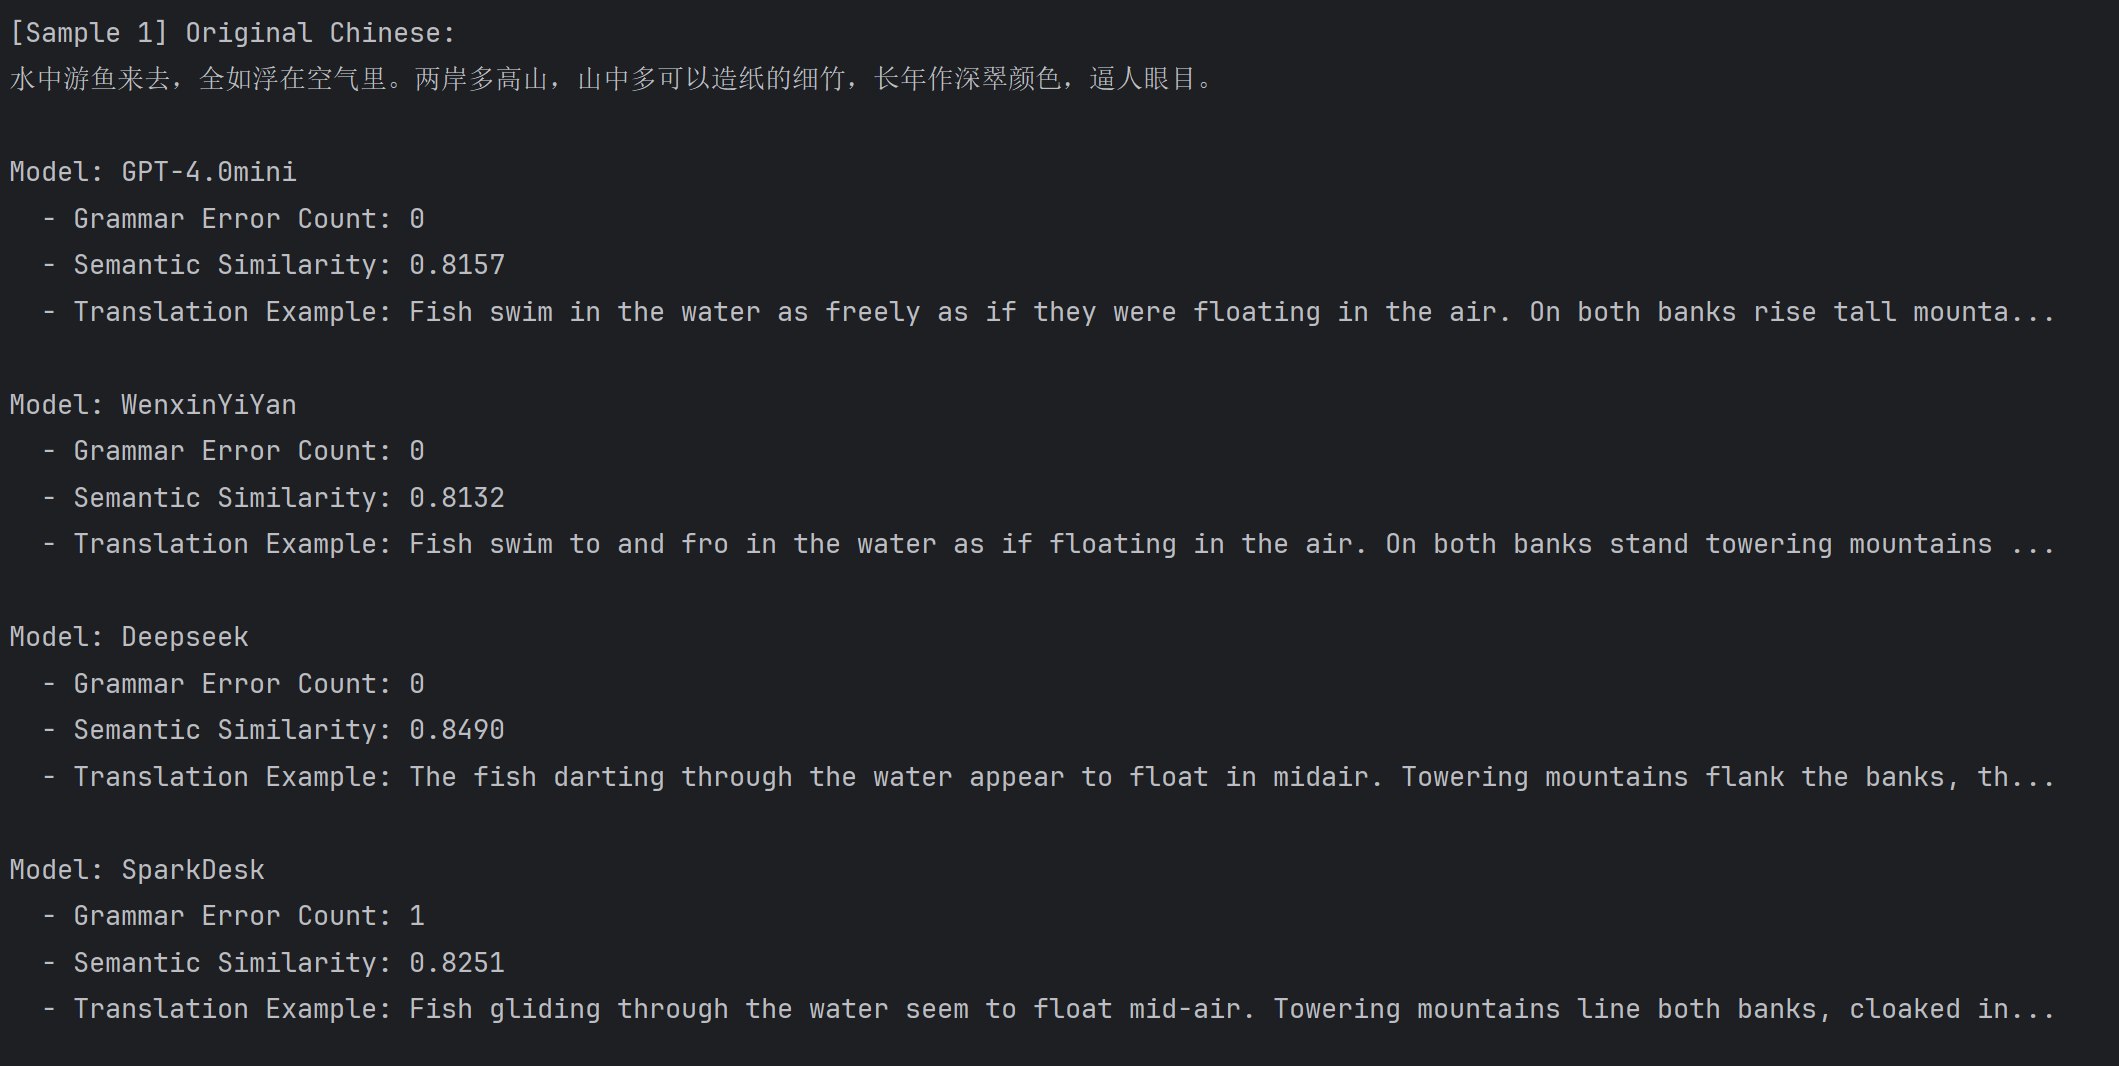 [Sample 1] Original Chinese:
水中游鱼来去，全如浮在空气里。两岸多高山，山中多可以造纸的细竹，长年作深翠颜色，逼人眼目。
Model: GPT-4.0mini
- Grammar Error Count: 0
- Semantic Similarity: 0.8157
- Translation Example: Fish swim in the water as freely as if they were floating in the air. On both banks rise tall mounta...
Model: WenxinYiYan
- Grammar Error Count: 0
- Semantic Similarity: 0.8132
- Translation Example: Fish swim to and fro in the water as if floating in the air. On both banks stand towering mountains ...
Model: Deepseek
- Grammar Error Count: 0
- Semantic Similarity: 0.8490
- Translation Example: The fish darting through the water appear to float in midair. Towering mountains flank the banks, th...
Model: SparkDesk
- Grammar Error Count: 1
- Semantic Similarity: 0.8251
- Translation Example: Fish gliding through the water seem to float mid-air. Towering mountains line both banks, cloaked in...